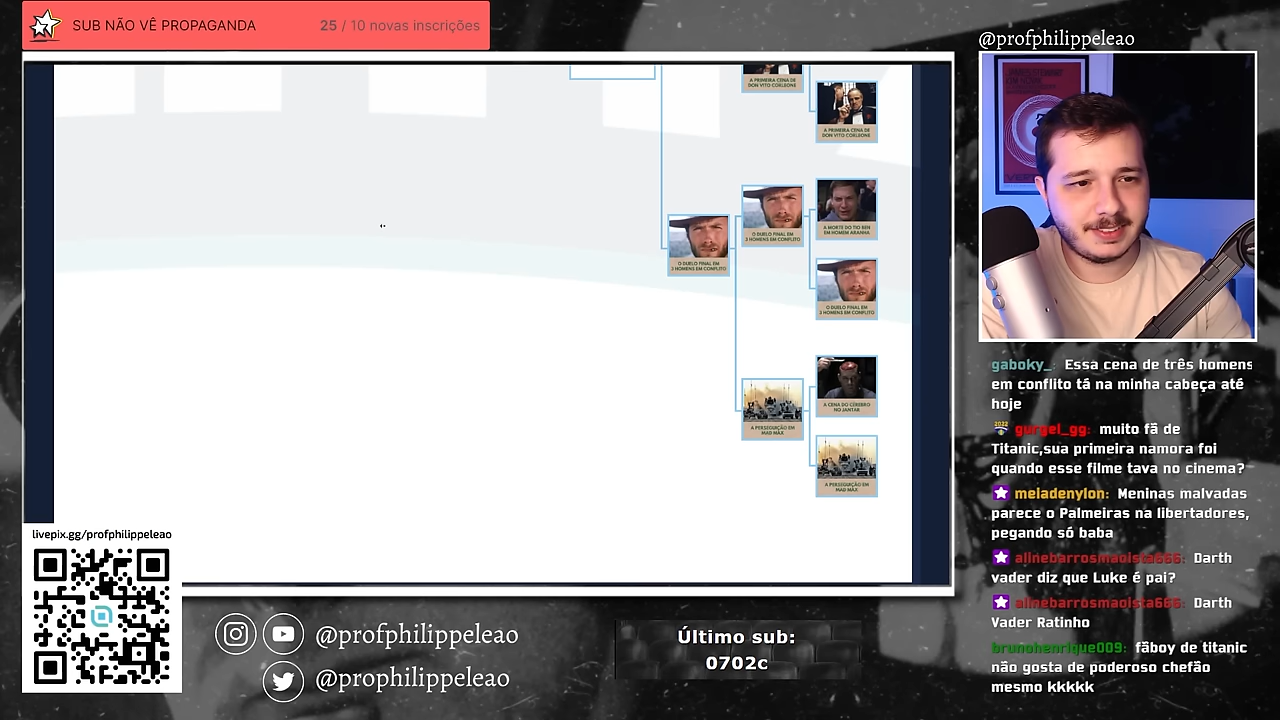 SUB NÃO VÊ PROPAGANDA
25 / 10 novas inscrições
@profphilippeleao
A PRIMEIRA CENA DE
DON VITO CORLEONE
A PRIMEIRA CENA DE
DON VITO CORLEONE
O DUELO FINAL EM
3 HOMENS EM CONFLITO
A MORTE DO TIO BEN
EM HOMEM ARANHA
O DUELO FINAL EM
3 HOMENS EM CONFLITO
O DUELO FINAL EM
3 HOMENS EM CONFLITO
A CENA DO CÉREBRO
NO JANTAR
A PERSEGUIÇÃO EM
MAD MAX
A PERSEGUIÇÃO EM
MAD MAX
gaboky_: Essa cena de três homens
em conflito tá na minha cabeça até
hoje
gurgel_gg: muito fã de
Titanic,sua primeira namora foi
quando esse filme tava no cinema?
meladenylon: Meninas malvadas
parece o Palmeiras na libertadores,
pegando só baba
alinebarrosmaoista666: Darth
vader diz que Luke é pai?
alinebarrosmaoista666: Darth
Vader Ratinho
brunohenrique009: fãboy de titanic
não gosta de poderoso chefão
mesmo kkkkk
livepix.gg/profphilippeleao
@profphilippeleao
@prophilippeleao
Último sub:
0702c